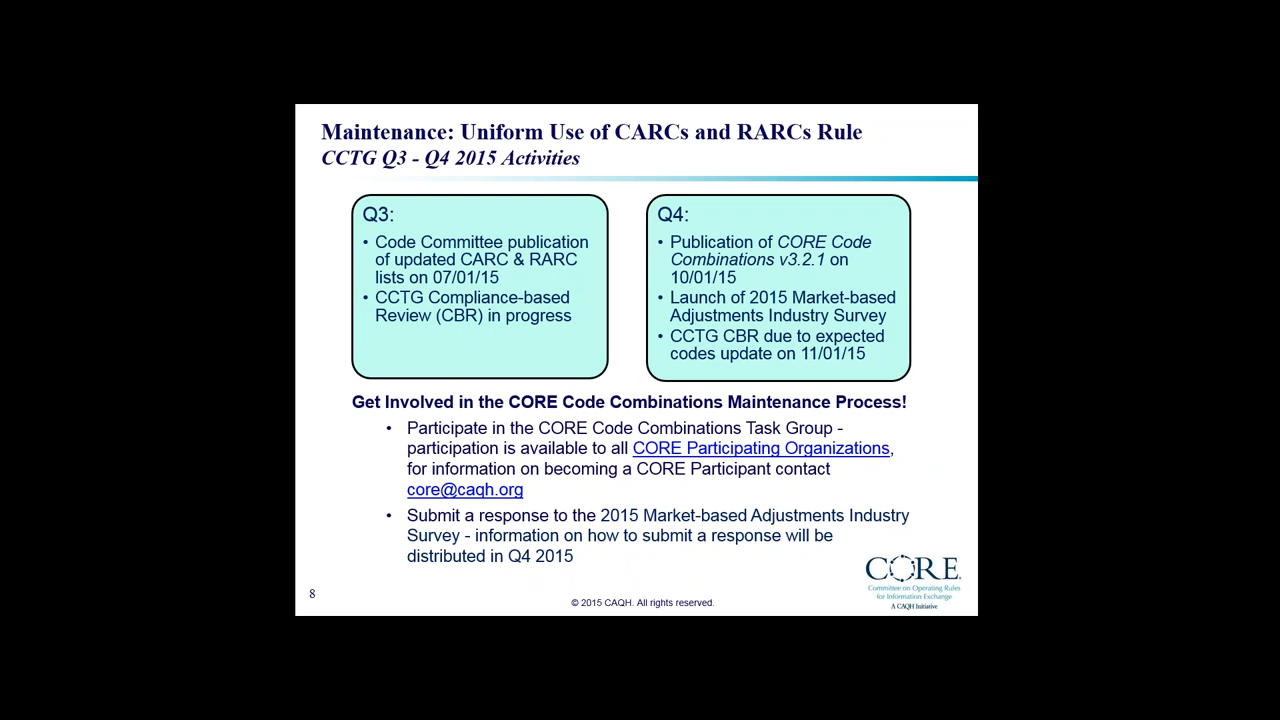 Maintenance: Uniform Use of CARCs and RARCs Rule
CCTG Q3 - Q4 2015 Activities
Q3:
• Code Committee publication
of updated CARC & RARC
lists on 07/01/15
• CCTG Compliance-based
Review (CBR) in progress
Q4:
• Publication of CORE Code
Combinations v3.2.1 on
10/01/15
• Launch of 2015 Market-based
Adjustments Industry Survey
• CCTG CBR due to expected
codes update on 11/01/15
Get Involved in the CORE Code Combinations Maintenance Process!
• Participate in the CORE Code Combinations Task Group -
participation is available to all CORE Participating Organizations,
for information on becoming a CORE Participant contact
core@caqh.org
• Submit a response to the 2015 Market-based Adjustments Industry
Survey - information on how to submit a response will be
distributed in Q4 2015
CORE®
Committee on Operating Rules
for Information Exchange
A CAQH Initiative
8
© 2015 CAQH. All rights reserved.